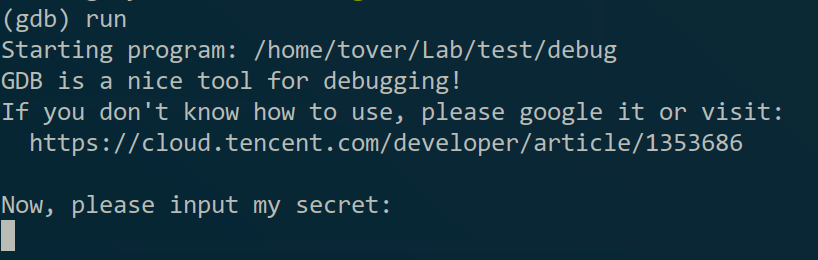 (gdb) run
Starting program: /home/tover/Lab/test/debug
GDB is a nice tool for debugging!
If you don't know how to use, please google it or visit:
  https://cloud.tencent.com/developer/article/1353686
Now, please input my secret: